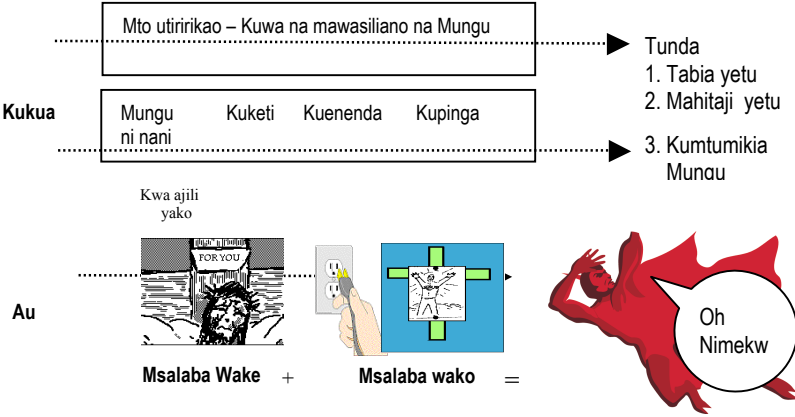 Mto utiririkao – Kuwa na mawasiliano na Mungu
Tunda
1. Tabia yetu
2. Mahitaji yetu
3. Kumtumikia
Mungu
Kukua
Mungu ni nani
Kuketi
Kuenenda
Kupinga
Kwa ajili
yako
FOR YOU
Au
Oh
Nimekw
Msalaba Wake + Msalaba wako =